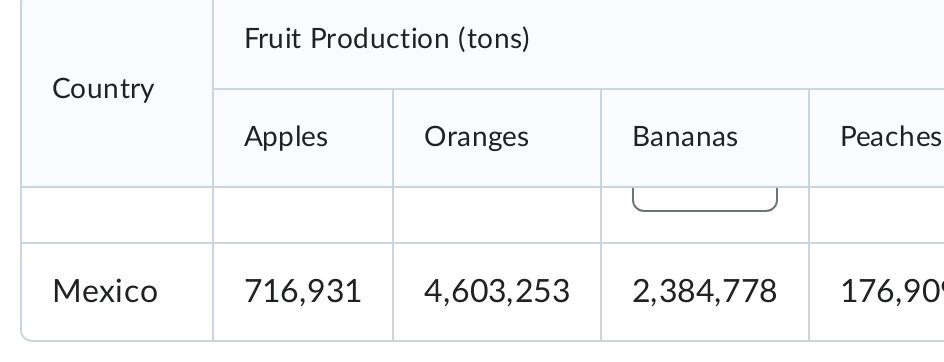 Fruit Production (tons)
Country
Apples Oranges Bananas Peaches
Mexico 716,931 4,603,253 2,384,778